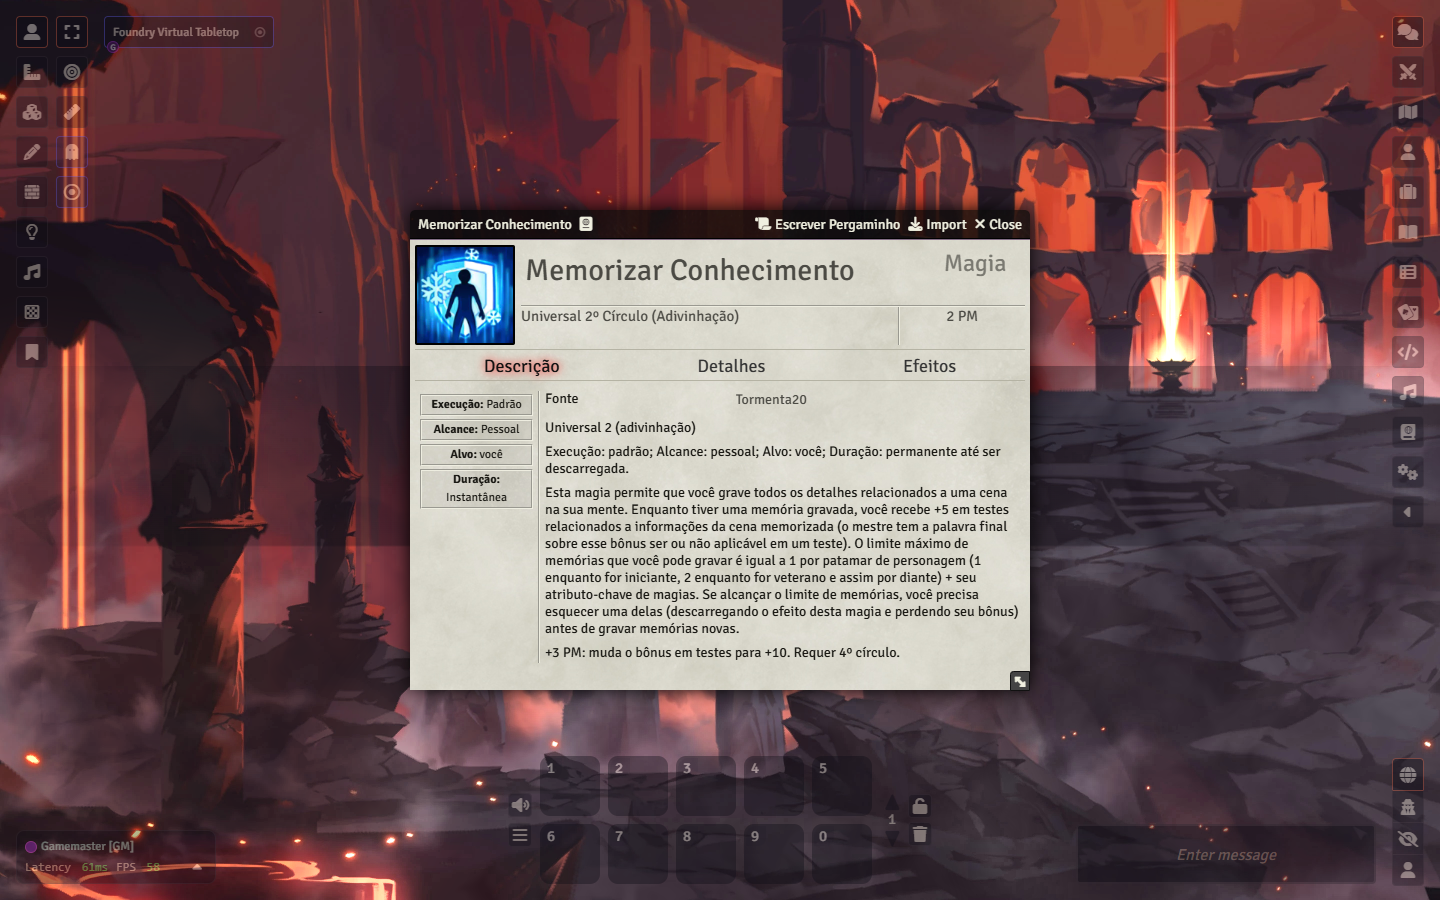 Foundry Virtual Tabletop
G
Memorizar Conhecimento
Escrever Pergaminho
Import
Close
Memorizar Conhecimento
Magia
Universal 2º Círculo (Adivinhação)
2 PM
Descrição
Detalhes
Efeitos
Execução: Padrão
Alcance: Pessoal
Alvo: você
Duração:
Instantânea
Fonte
Tormenta20
Universal 2 (adivinhação)
Execução: padrão; Alcance: pessoal; Alvo: você; Duração: permanente até ser
descarregada.
Esta magia permite que você grave todos os detalhes relacionados a uma cena
na sua mente. Enquanto tiver uma memória gravada, você recebe +5 em testes
relacionados a informações da cena memorizada (o mestre tem a palavra final
sobre esse bônus ser ou não aplicável em um teste). O limite máximo de
memórias que você pode gravar é igual a 1 por patamar de personagem (1
enquanto for iniciante, 2 enquanto for veterano e assim por diante) + seu
atributo-chave de magias. Se alcançar o limite de memórias, você precisa
esquecer uma delas (descarregando o efeito desta magia e perdendo seu bônus)
antes de gravar memórias novas.
+3 PM: muda o bônus em testes para +10. Requer 4º círculo.
1
2
3
4
5
6
7
8
9
0
1
Gamemaster [GM]
Latency 61ms FPS 58
Enter message